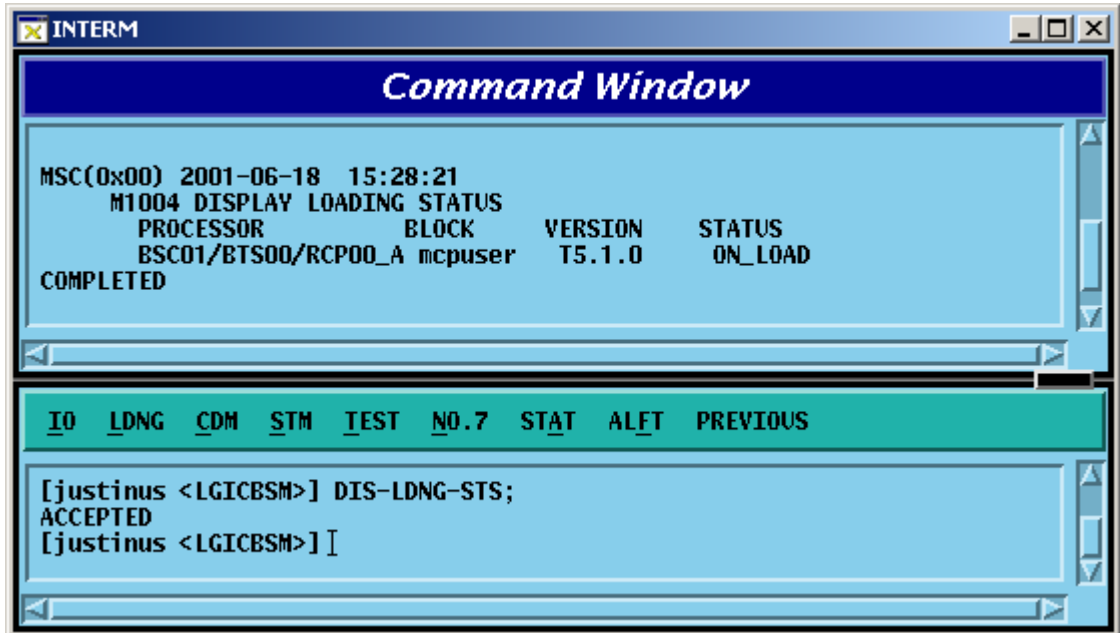 INTERM
Command Window
MSC(0x00) 2001-06-18 15:28:21
M1004 DISPLAY LOADING STATUS
PROCESSOR BLOCK VERSION STATUS
BSC01/BTS00/RCP00_A mcpuser T5.1.0 ON_LOAD
COMPLETED
IO LDNG CDM STM TEST NO.7 STAT ALFT PREVIOUS
[justinus <LGICBSM>] DIS-LDNG-STS;
ACCEPTED
[justinus <LGICBSM>]